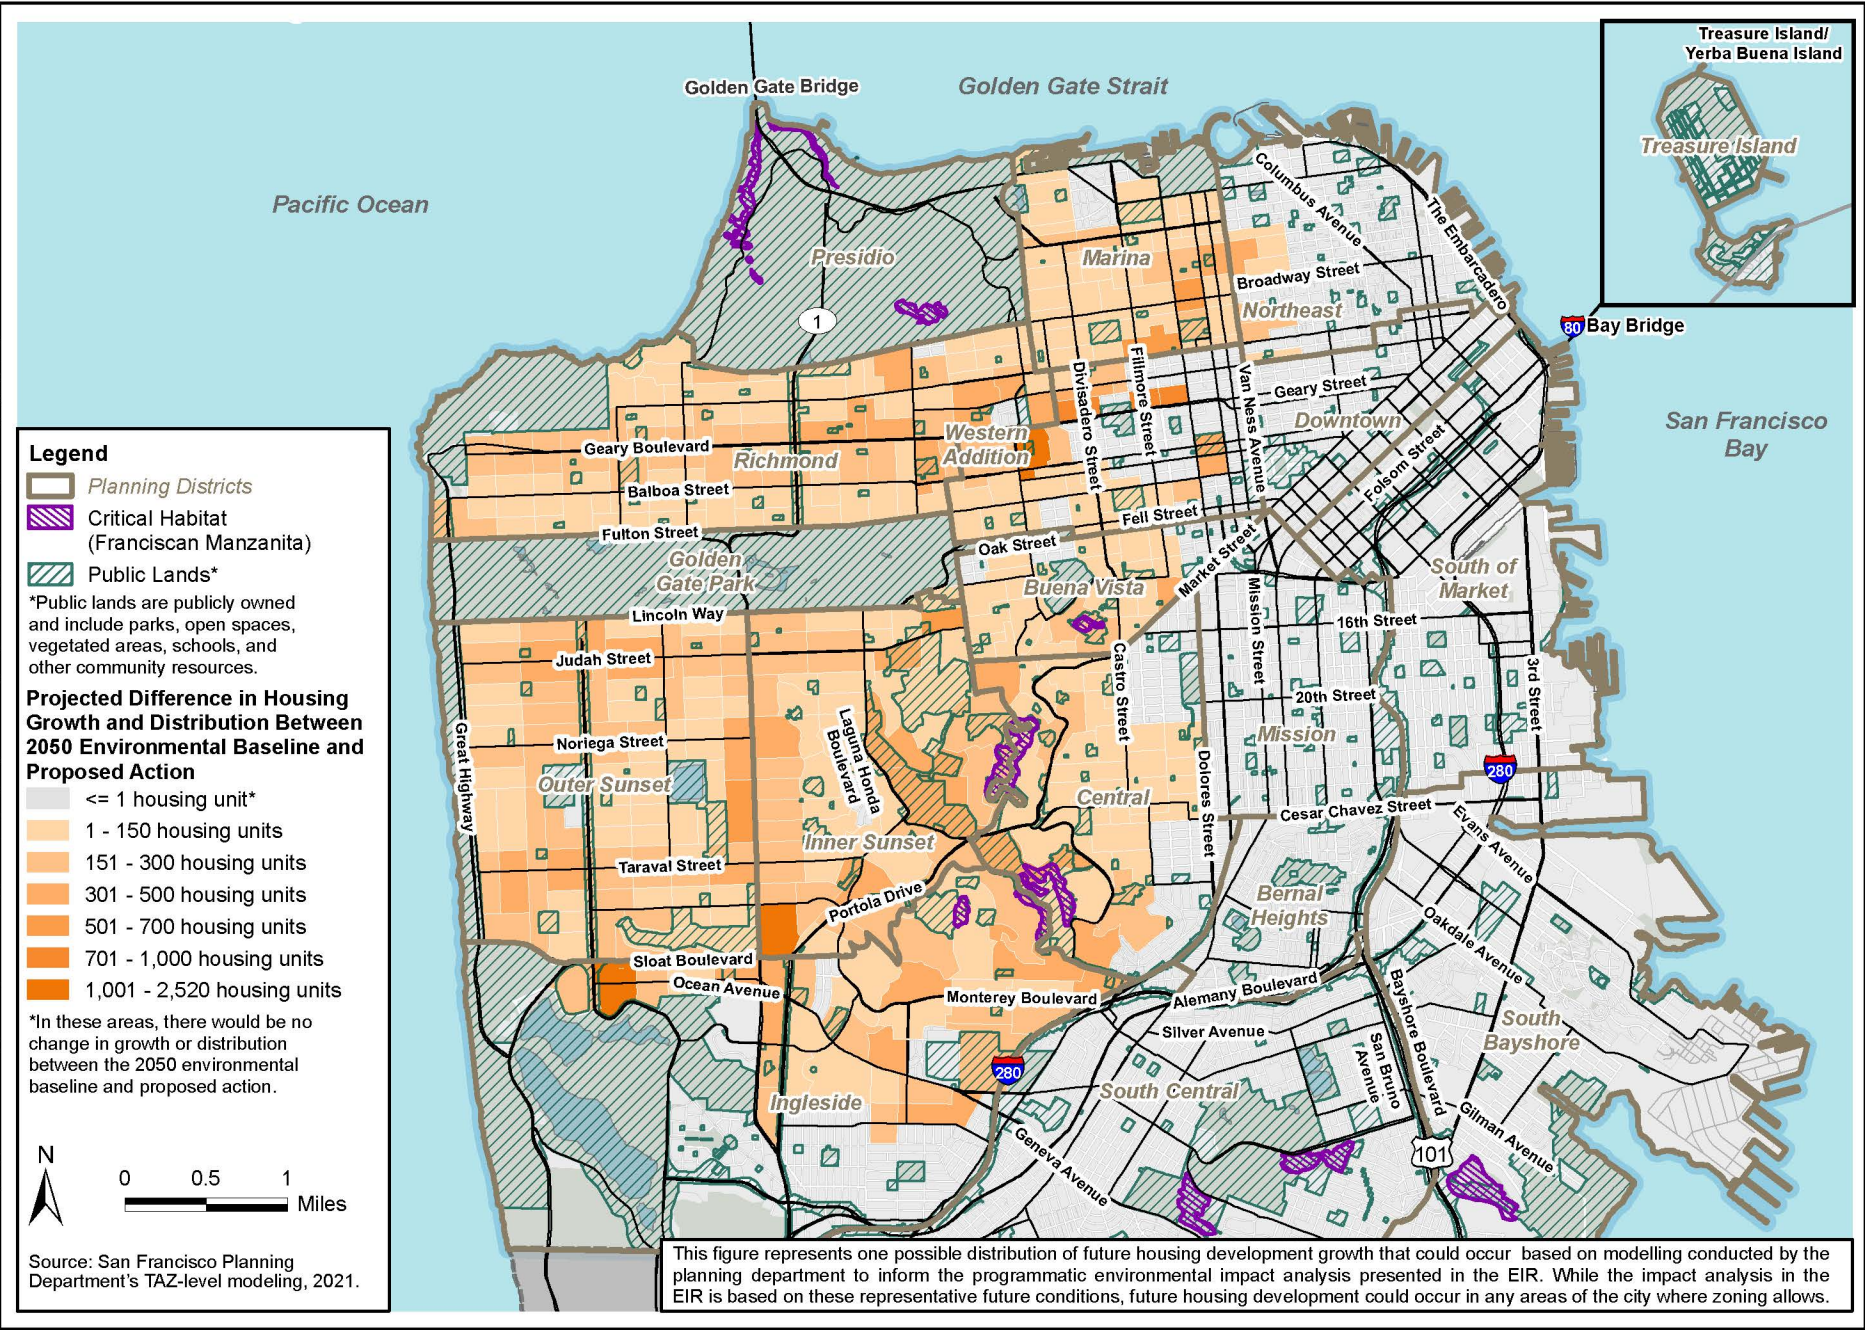 Treasure Island/
Yerba Buena Island
Treasure Island
Golden Gate Bridge
Golden Gate Strait
Pacific Ocean
Presidio
1
Marina
Columbus Avenue
The Embarcadero
Broadway Street
Northeast
80 Bay Bridge
San Francisco
Bay
Divisadero Street
Fillmore Street
Van Ness Avenue
Geary Street
Downtown
Folsom Street
Western
Addition
Geary Boulevard
Richmond
Balboa Street
Fulton Street
Fell Street
Oak Street
Market Street
Golden
Gate Park
Buena Vista
Lincoln Way
South of
Market
Mission Street
16th Street
Judah Street
Castro Street
20th Street
3rd Street
Great Highway
Noriega Street
Laguna Honda
Boulevard
Dolores Street
Mission
Outer Sunset
Central
280
Cesar Chavez Street
Evans Avenue
Inner Sunset
Taraval Street
Portola Drive
Bernal
Heights
Oakdale Avenue
Sloat Boulevard
Ocean Avenue
Monterey Boulevard
Alemany Boulevard
Bayshore Boulevard
Silver Avenue
San Bruno
Avenue
South
Bayshore
280
South Central
Ingleside
Geneva Avenue
Gilman Avenue
101
Legend
Planning Districts
Critical Habitat
(Franciscan Manzanita)
Public Lands*
*Public lands are publicly owned
and include parks, open spaces,
vegetated areas, schools, and
other community resources.
Projected Difference in Housing
Growth and Distribution Between
2050 Environmental Baseline and
Proposed Action
<= 1 housing unit*
1 - 150 housing units
151 - 300 housing units
301 - 500 housing units
501 - 700 housing units
701 - 1,000 housing units
1,001 - 2,520 housing units
*In these areas, there would be no
change in growth or distribution
between the 2050 environmental
baseline and proposed action.
N
0 0.5 1
Miles
Source: San Francisco Planning
Department's TAZ-level modeling, 2021.
This figure represents one possible distribution of future housing development growth that could occur based on modelling conducted by the
planning department to inform the programmatic environmental impact analysis presented in the EIR. While the impact analysis in the
EIR is based on these representative future conditions, future housing development could occur in any areas of the city where zoning allows.